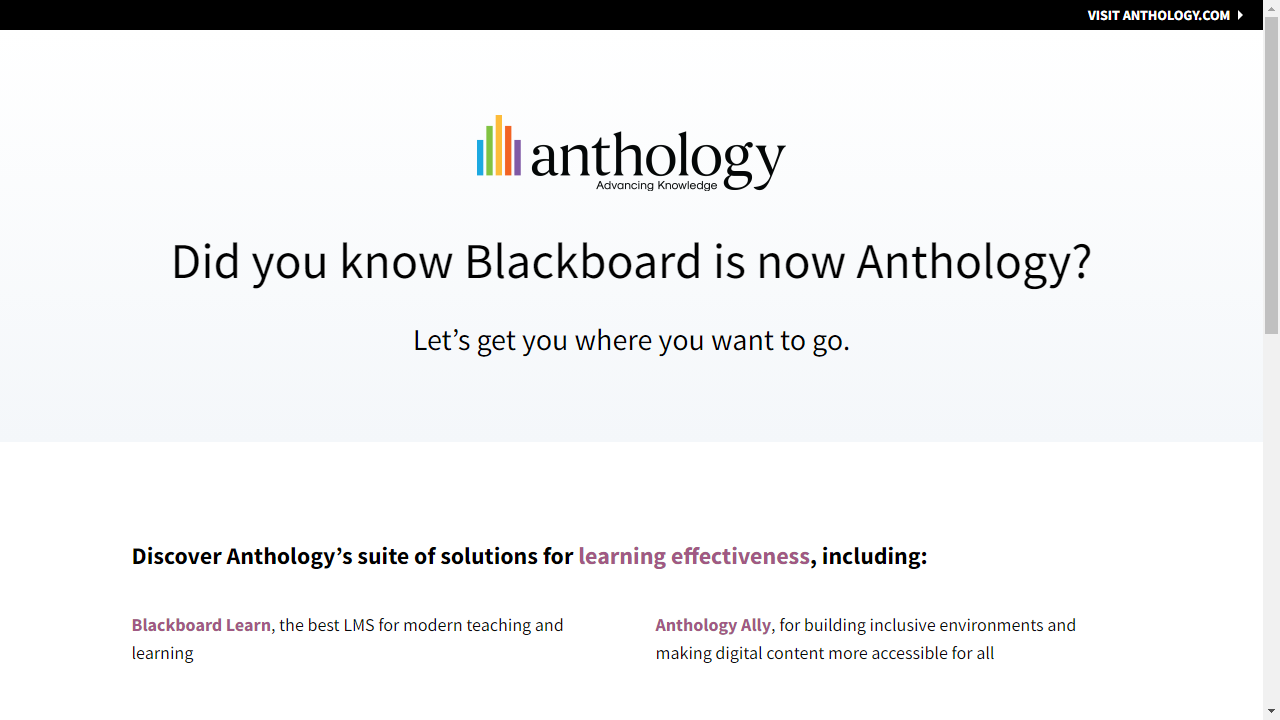 VISIT ANTHOLOGY.COM
anthology
Advancing Knowledge
Did you know Blackboard is now Anthology?
Let’s get you where you want to go.
Discover Anthology’s suite of solutions for learning effectiveness, including:
Blackboard Learn, the best LMS for modern teaching and
learning
Anthology Ally, for building inclusive environments and
making digital content more accessible for all